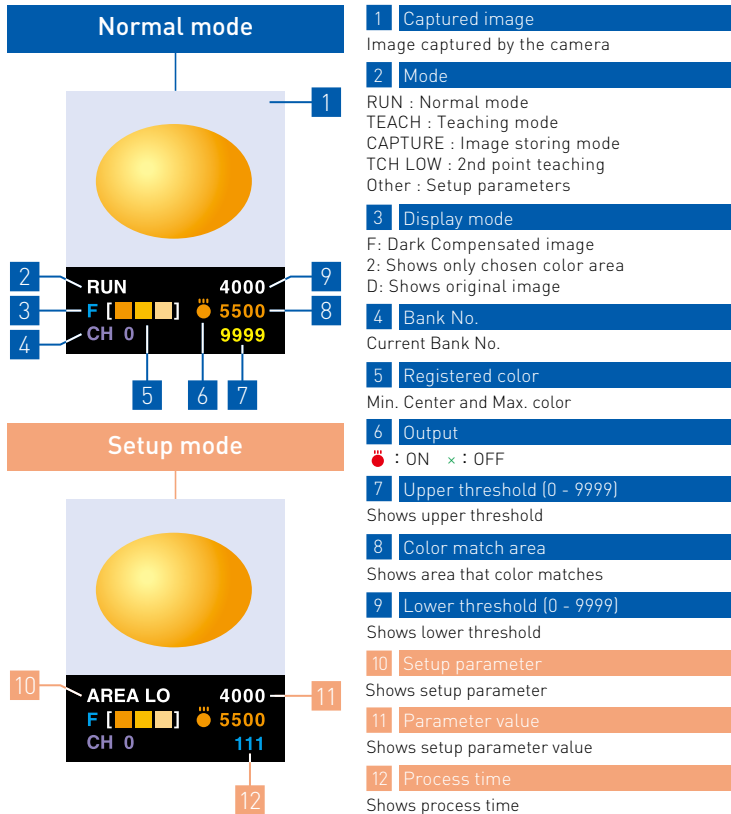 Normal mode
1
2 RUN 4000 9
3 F [ ] 5500 8
4 CH 0 9999
5 6 7
Setup mode
10 AREA LO 4000 11
F [ ] 5500
CH 0 111
12
1 Captured image
Image captured by the camera
2 Mode
RUN : Normal mode
TEACH : Teaching mode
CAPTURE : Image storing mode
TCH LOW : 2nd point teaching
Other : Setup parameters
3 Display mode
F: Dark Compensated image
2: Shows only chosen color area
D: Shows original image
4 Bank No.
Current Bank No.
5 Registered color
Min. Center and Max. color
6 Output
: ON × : OFF
7 Upper threshold (0 - 9999)
Shows upper threshold
8 Color match area
Shows area that color matches
9 Lower threshold (0 - 9999)
Shows lower threshold
10 Setup parameter
Shows setup parameter
11 Parameter value
Shows setup parameter value
12 Process time
Shows process time